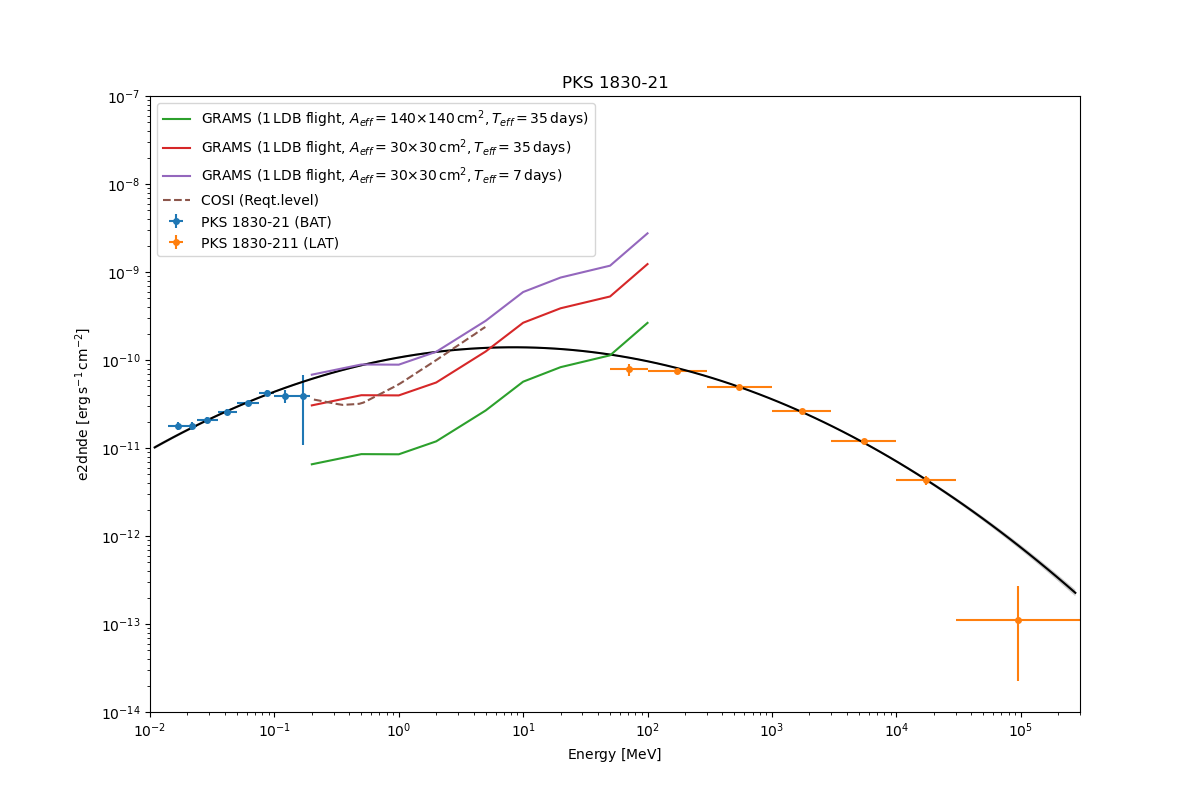 PKS 1830-21
GRAMS (1 LDB flight, A_eff = 140×140 cm², T_eff = 35 days)
GRAMS (1 LDB flight, A_eff = 30×30 cm², T_eff = 35 days)
GRAMS (1 LDB flight, A_eff = 30×30 cm², T_eff = 7 days)
COSI (Reqt.level)
PKS 1830-21 (BAT)
PKS 1830-211 (LAT)
e2dnde [erg s⁻¹ cm⁻²]
10⁻⁷
10⁻⁸
10⁻⁹
10⁻¹⁰
10⁻¹¹
10⁻¹²
10⁻¹³
10⁻¹⁴
10⁻² 10⁻¹ 10⁰ 10¹ 10² 10³ 10⁴ 10⁵
Energy [MeV]